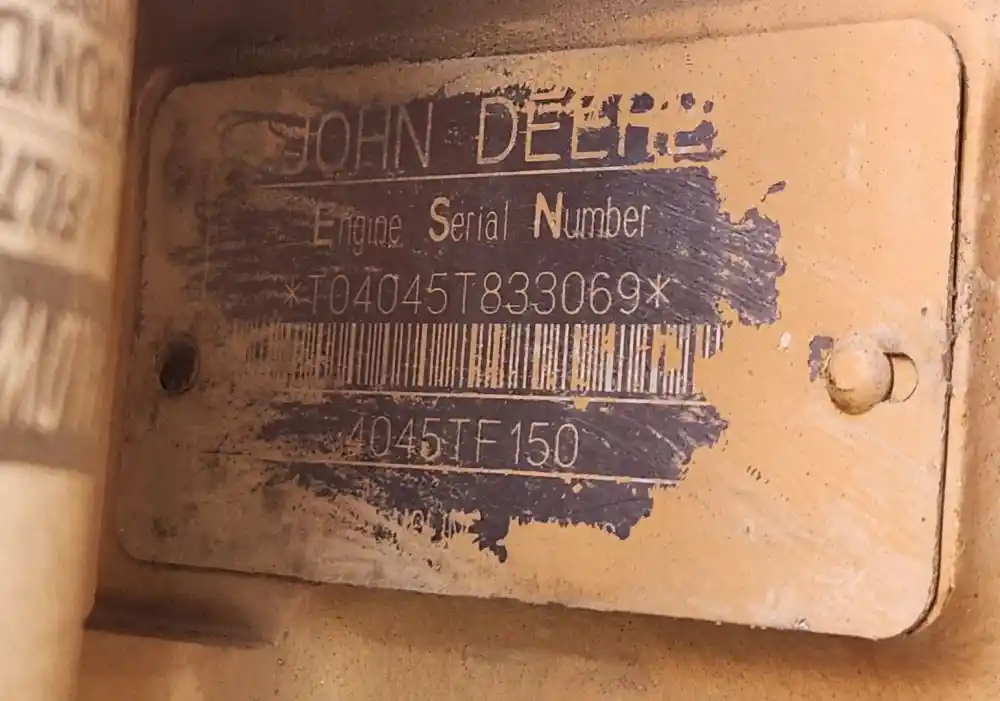 JOHN DEERE
Engine Serial Number
*T04045T833069*
4045TF150